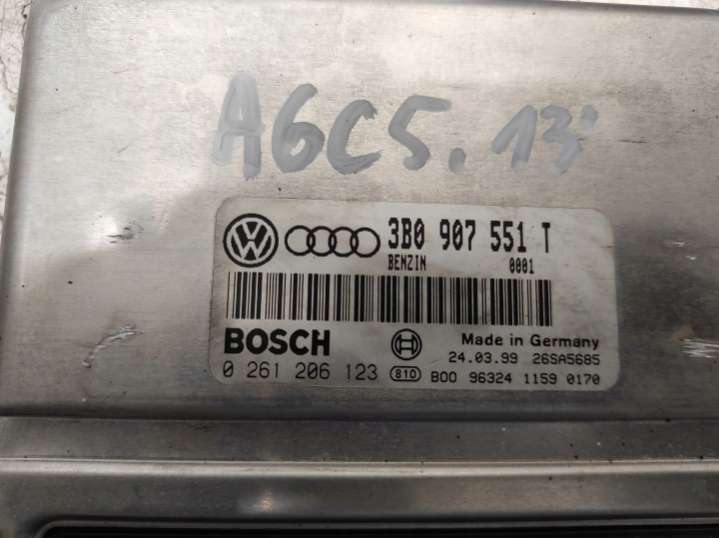 A6C5.13
3B0 907 551 T
BENZIN 0001
BOSCH Made in Germany
24.03.99 26SA5685
0 261 206 123 810 B00 96324 1159 0170